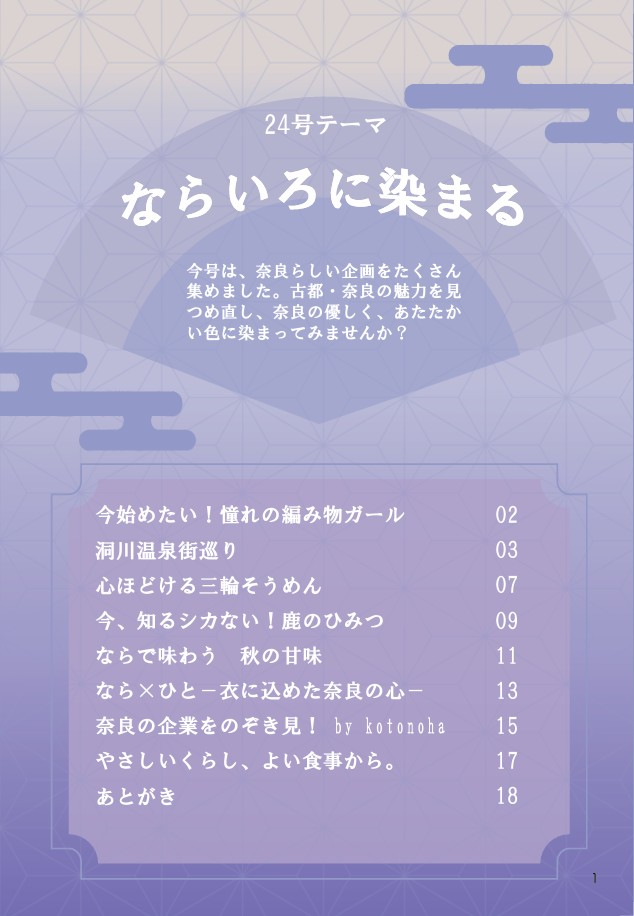 24号テーマ
ならいろに染まる
今号は、奈良らしい企画をたくさん
集めました。古都・奈良の魅力を見
つめ直し、奈良の優しく、あたたか
い色に染まってみませんか？
今始めたい！憧れの編み物ガール 02
洞川温泉街巡り 03
心ほどける三輪そうめん 07
今、知るシカない！鹿のひみつ 09
ならで味わう　秋の甘味 11
なら×ひと－衣に込めた奈良の心－ 13
奈良の企業をのぞき見！ by kotonoha 15
やさしいくらし、よい食事から。 17
あとがき 18
1